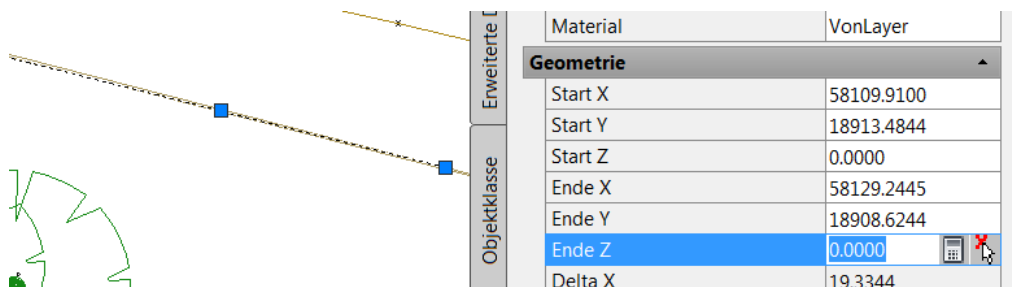 Material VonLayer
Geometrie
Start X 58109.9100
Start Y 18913.4844
Start Z 0.0000
Ende X 58129.2445
Ende Y 18908.6244
Ende Z 0.0000
Delta X 19.3344
Erweiterte
Objektklasse